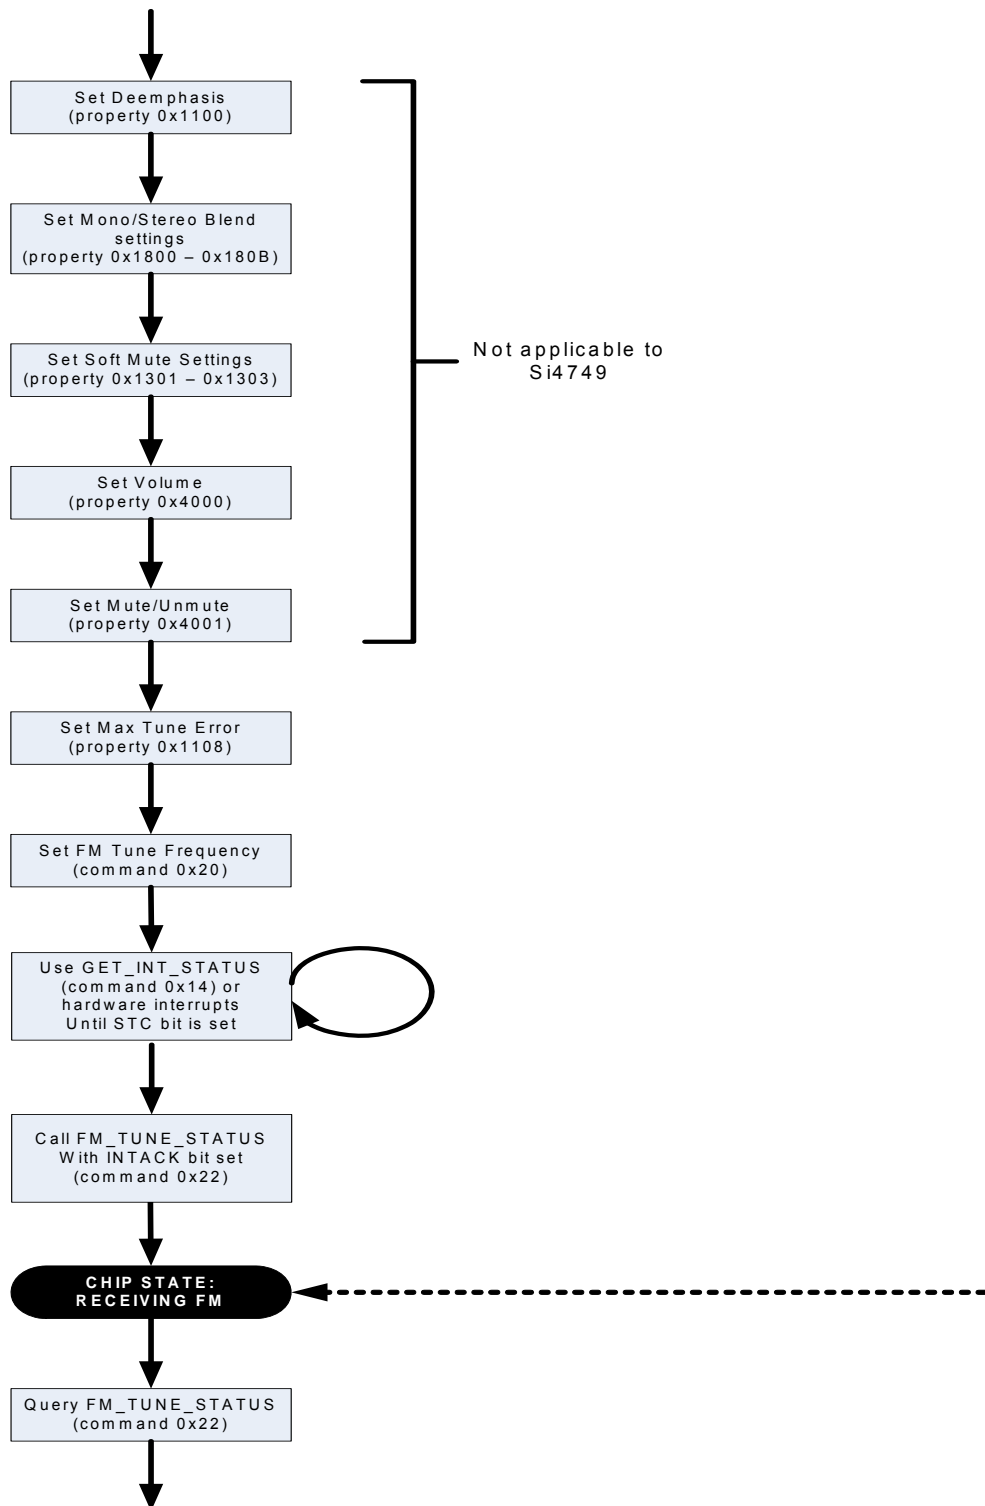 Set Deemphasis
(property 0x1100)
Set Mono/Stereo Blend
settings
(property 0x1800 – 0x180B)
Set Soft Mute Settings
(property 0x1301 – 0x1303)
Not applicable to
Si4749
Set Volume
(property 0x4000)
Set Mute/Unmute
(property 0x4001)
Set Max Tune Error
(property 0x1108)
Set FM Tune Frequency
(command 0x20)
Use GET_INT_STATUS
(command 0x14) or
hardware interrupts
Until STC bit is set
Call FM_TUNE_STATUS
With INTACK bit set
(command 0x22)
CHIP STATE:
RECEIVING FM
Query FM_TUNE_STATUS
(command 0x22)